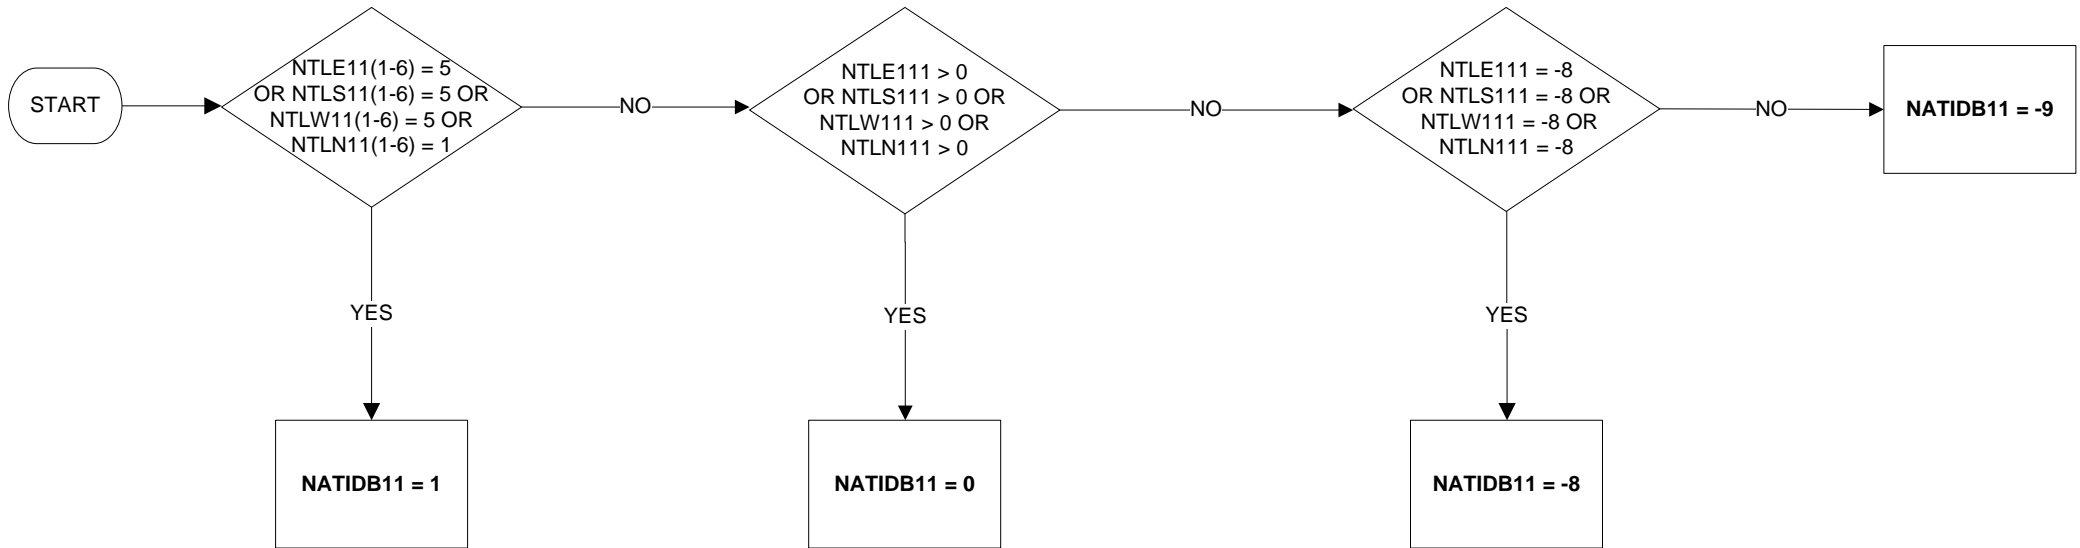 START
NTLE11(1-6) = 5
OR NTLS11(1-6) = 5 OR
NTLW11(1-6) = 5 OR
NTLN11(1-6) = 1
NO
NTLE111 > 0
OR NTLS111 > 0 OR
NTLW111 > 0 OR
NTLN111 > 0
NO
NTLE111 = -8
OR NTLS111 = -8 OR
NTLW111 = -8 OR
NTLN111 = -8
NO
NATIDB11 = -9
YES
YES
YES
NATIDB11 = 1
NATIDB11 = 0
NATIDB11 = -8